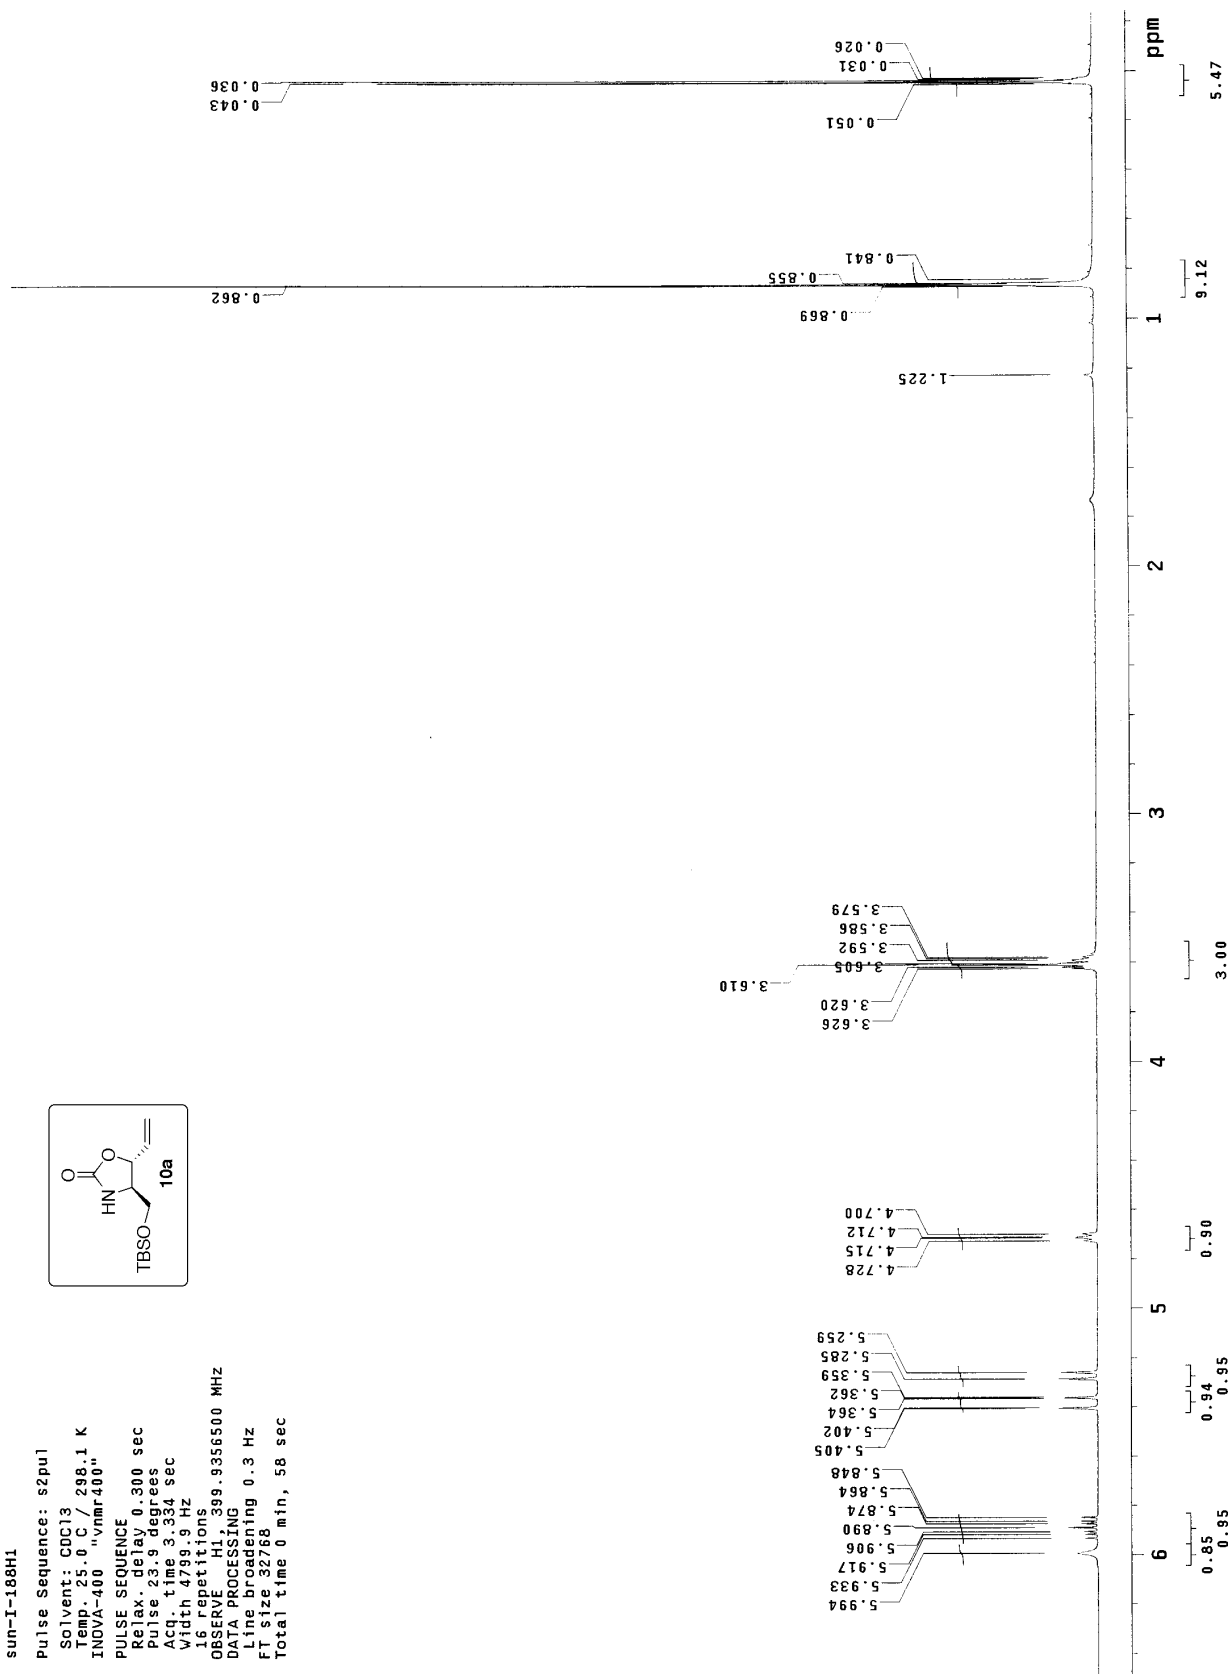 sun-I-188H1
Pulse Sequence: s2pul
Solvent: CDCl3
Temp. 25.0 C / 298.1 K
INOVA-400 "vnmr400"
PULSE SEQUENCE
Relax. delay 0.300 sec
Pulse 23.9 degrees
Acq. time 3.334 sec
Width 4799.9 Hz
16 repetitions
OBSERVE H1, 399.9356500 MHz
DATA PROCESSING
Line broadening 0.3 Hz
FT size 32768
Total time 0 min, 58 sec
O
HN
O
TBSO
10a
5.994
5.933
5.917
5.906
5.890
5.874
5.864
5.848
5.405
5.402
5.364
5.362
5.359
5.285
5.259
4.728
4.715
4.712
4.700
3.626
3.620
3.610
3.605
3.592
3.586
3.579
1.225
0.869
0.862
0.855
0.841
0.051
0.043
0.036
0.031
0.026
6
5
4
3
2
1
ppm
0.85
0.95
0.94
0.95
0.90
3.00
9.12
5.47